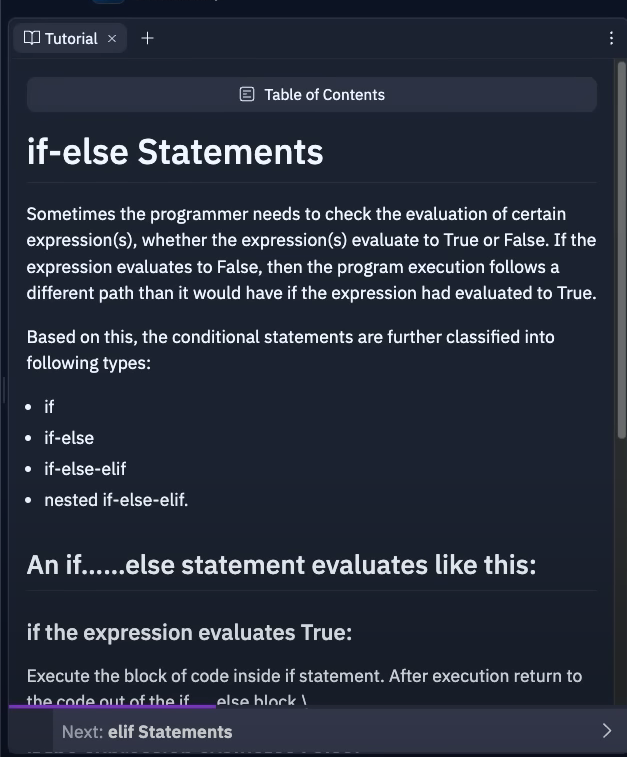 Tutorial
Table of Contents
if-else Statements
Sometimes the programmer needs to check the evaluation of certain
expression(s), whether the expression(s) evaluate to True or False. If the
expression evaluates to False, then the program execution follows a
different path than it would have if the expression had evaluated to True.
Based on this, the conditional statements are further classified into
following types:
• if
• if-else
• if-else-elif
• nested if-else-elif.
An if......else statement evaluates like this:
if the expression evaluates True:
Execute the block of code inside if statement. After execution return to
the code out of the if......else block.\
Next: elif Statements